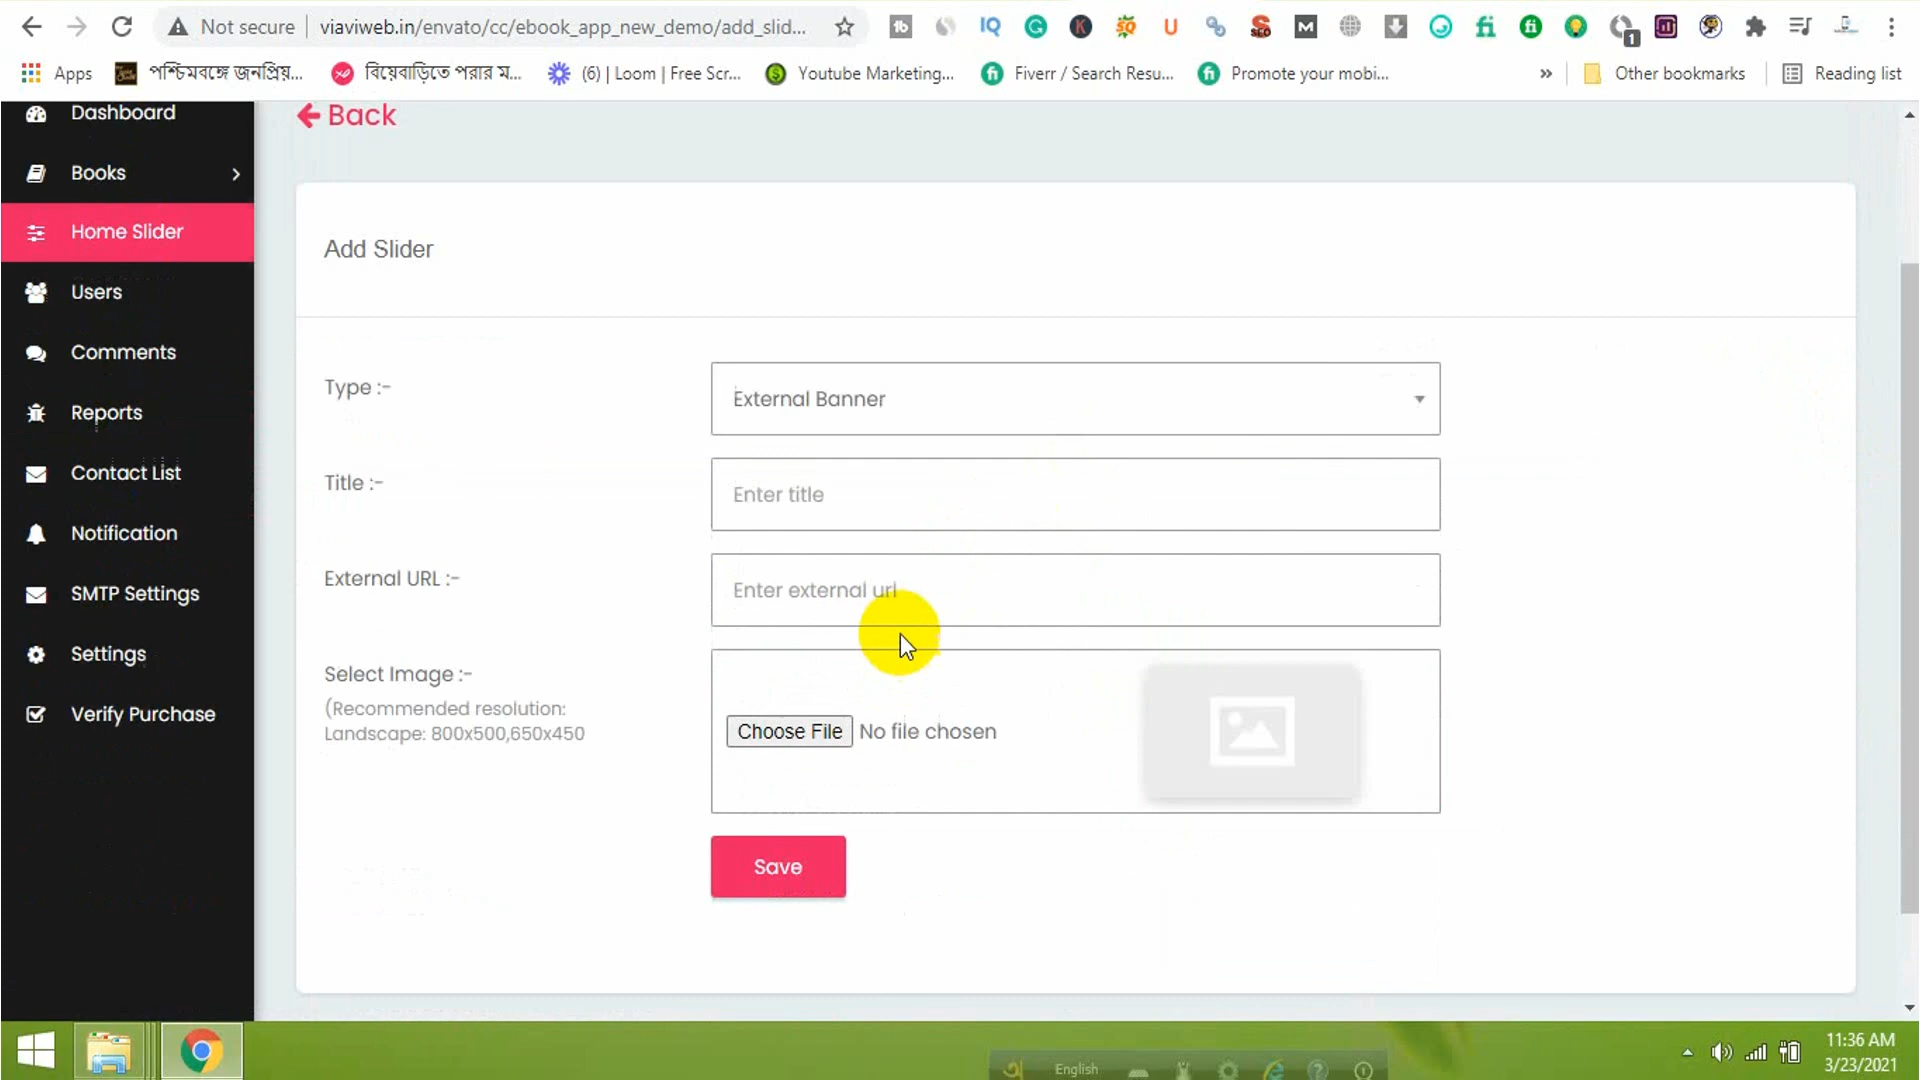 Not secure
viaviweb.in/envato/cc/ebook_app_new_demo/add_slid...
1
Apps
পশ্চিমবঙ্গে জনপ্রিয়...
বিয়েবাড়িতে পরার ম...
(6) | Loom | Free Scr...
Youtube Marketing...
Fiverr / Search Resu...
Promote your mobi...
»
Other bookmarks
Reading list
Dashboard
Books
Home Slider
Users
Comments
Reports
Contact List
Notification
SMTP Settings
Settings
Verify Purchase
Back
Add Slider
Type :-
External Banner
Title :-
Enter title
External URL :-
Enter external url
Select Image :-
(Recommended resolution:
Landscape: 800x500,650x450
Choose File No file chosen
Save
English
11:36 AM
3/23/2021